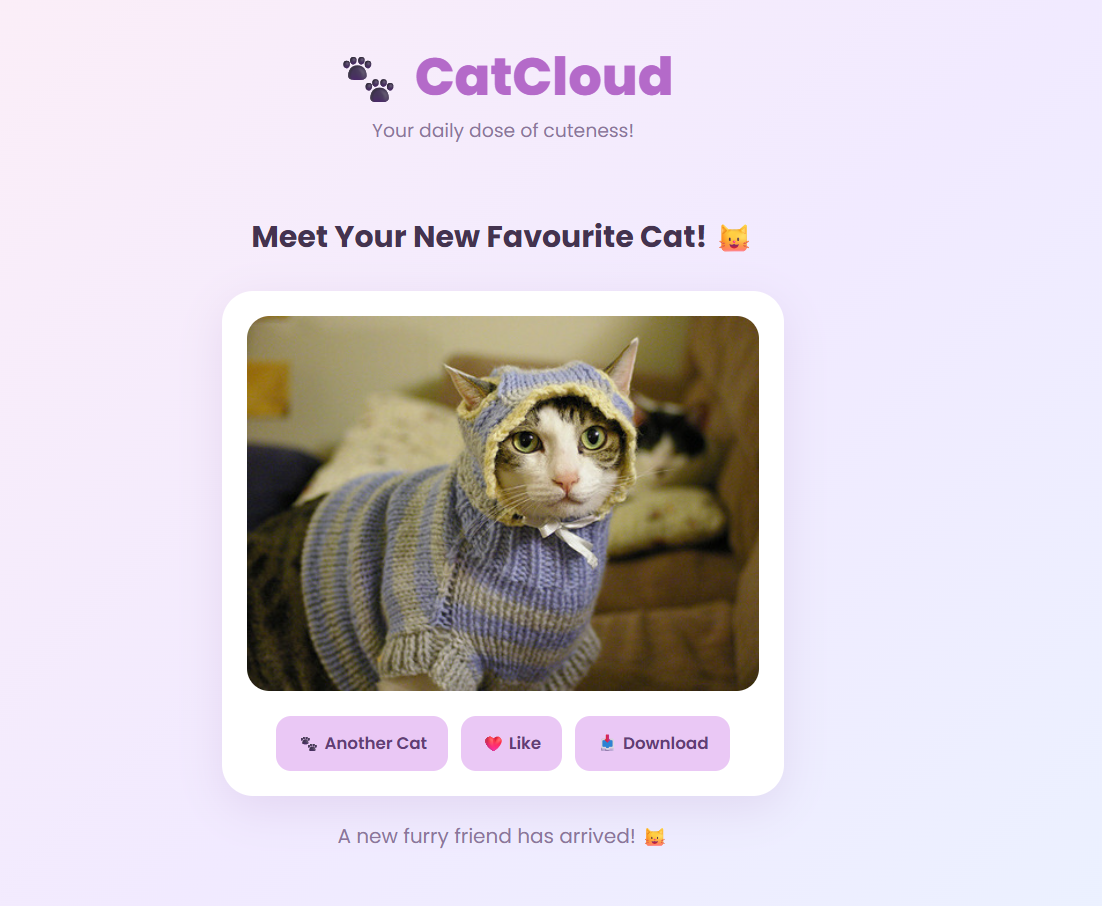 🐾 CatCloud
Your daily dose of cuteness!
Meet Your New Favourite Cat! 😺
🐾 Another Cat
💖 Like
📥 Download
A new furry friend has arrived! 😺